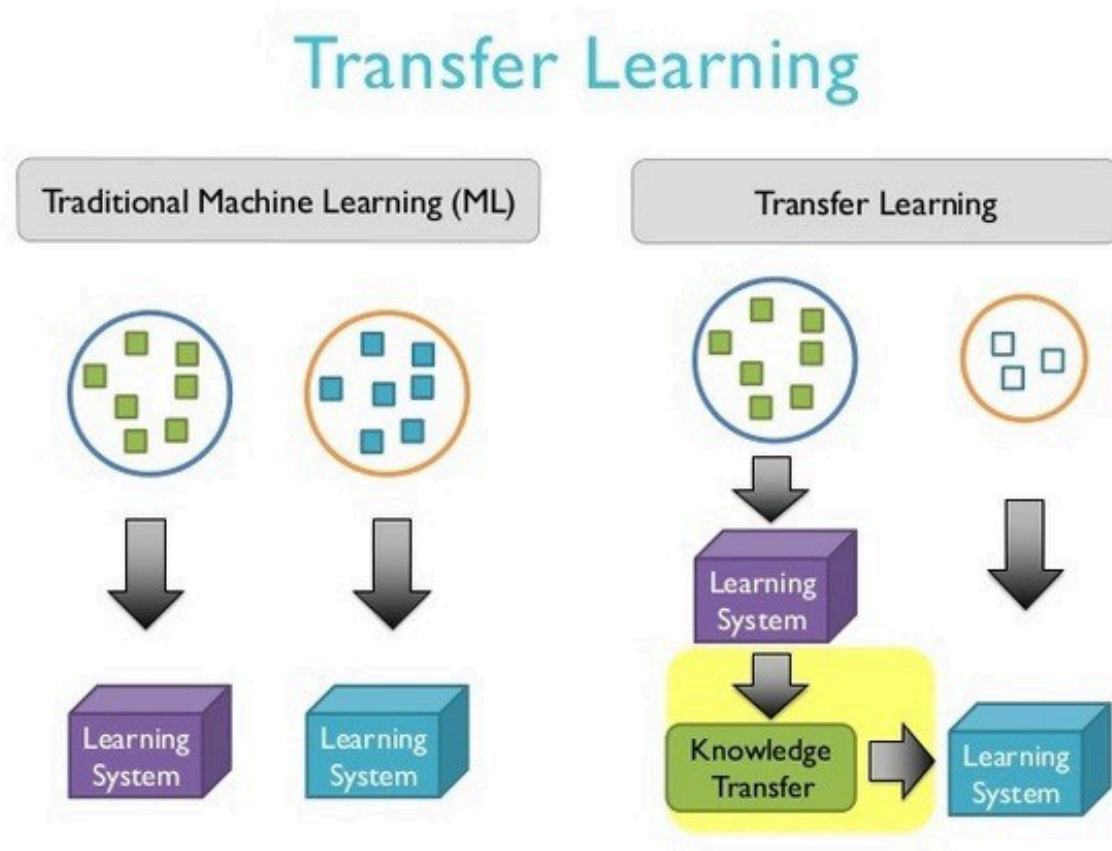 Transfer Learning
Traditional Machine Learning (ML)
Learning
System
Learning
System
Transfer Learning
Learning
System
Knowledge
Transfer
Learning
System